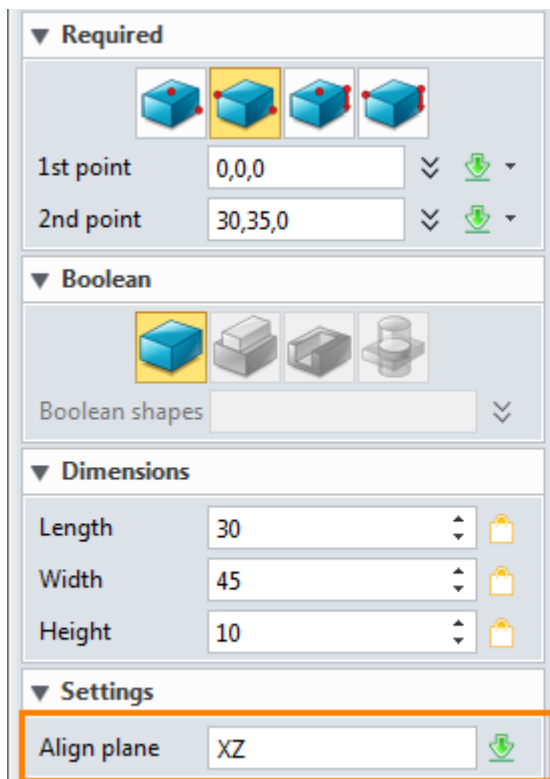 Required
1st point 0,0,0
2nd point 30,35,0
Boolean
Boolean shapes
Dimensions
Length 30
Width 45
Height 10
Settings
Align plane XZ